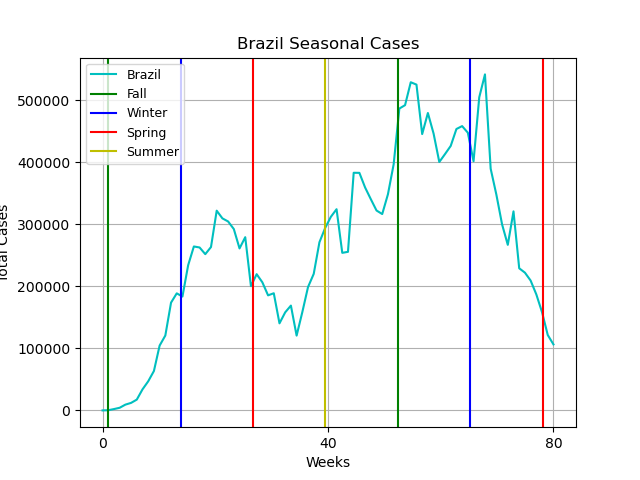 Brazil Seasonal Cases
Brazil
Fall
Winter
Spring
Summer
500000
400000
300000
200000
100000
0
Total Cases
0 40 80
Weeks